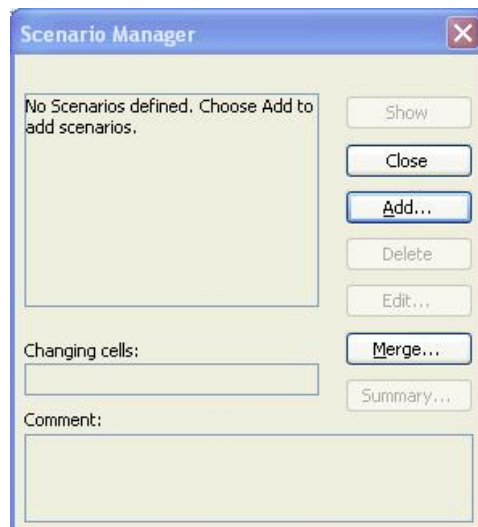 Scenario Manager
No Scenarios defined. Choose Add to
add scenarios.
Show
Close
Add...
Delete
Edit...
Changing cells:
Merge...
Summary...
Comment: